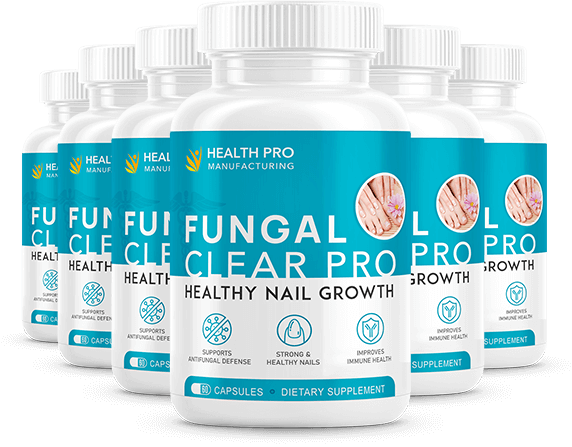 HEALTH PRO
MANUFACTURING
FUNGAL
CLEAR PRO
HEALTHY NAIL GROWTH
SUPPORTS
ANTIFUNGAL DEFENSE
STRONG &
HEALTHY NAILS
IMPROVES
IMMUNE HEALTH
60 CAPSULES • DIETARY SUPPLEMENT